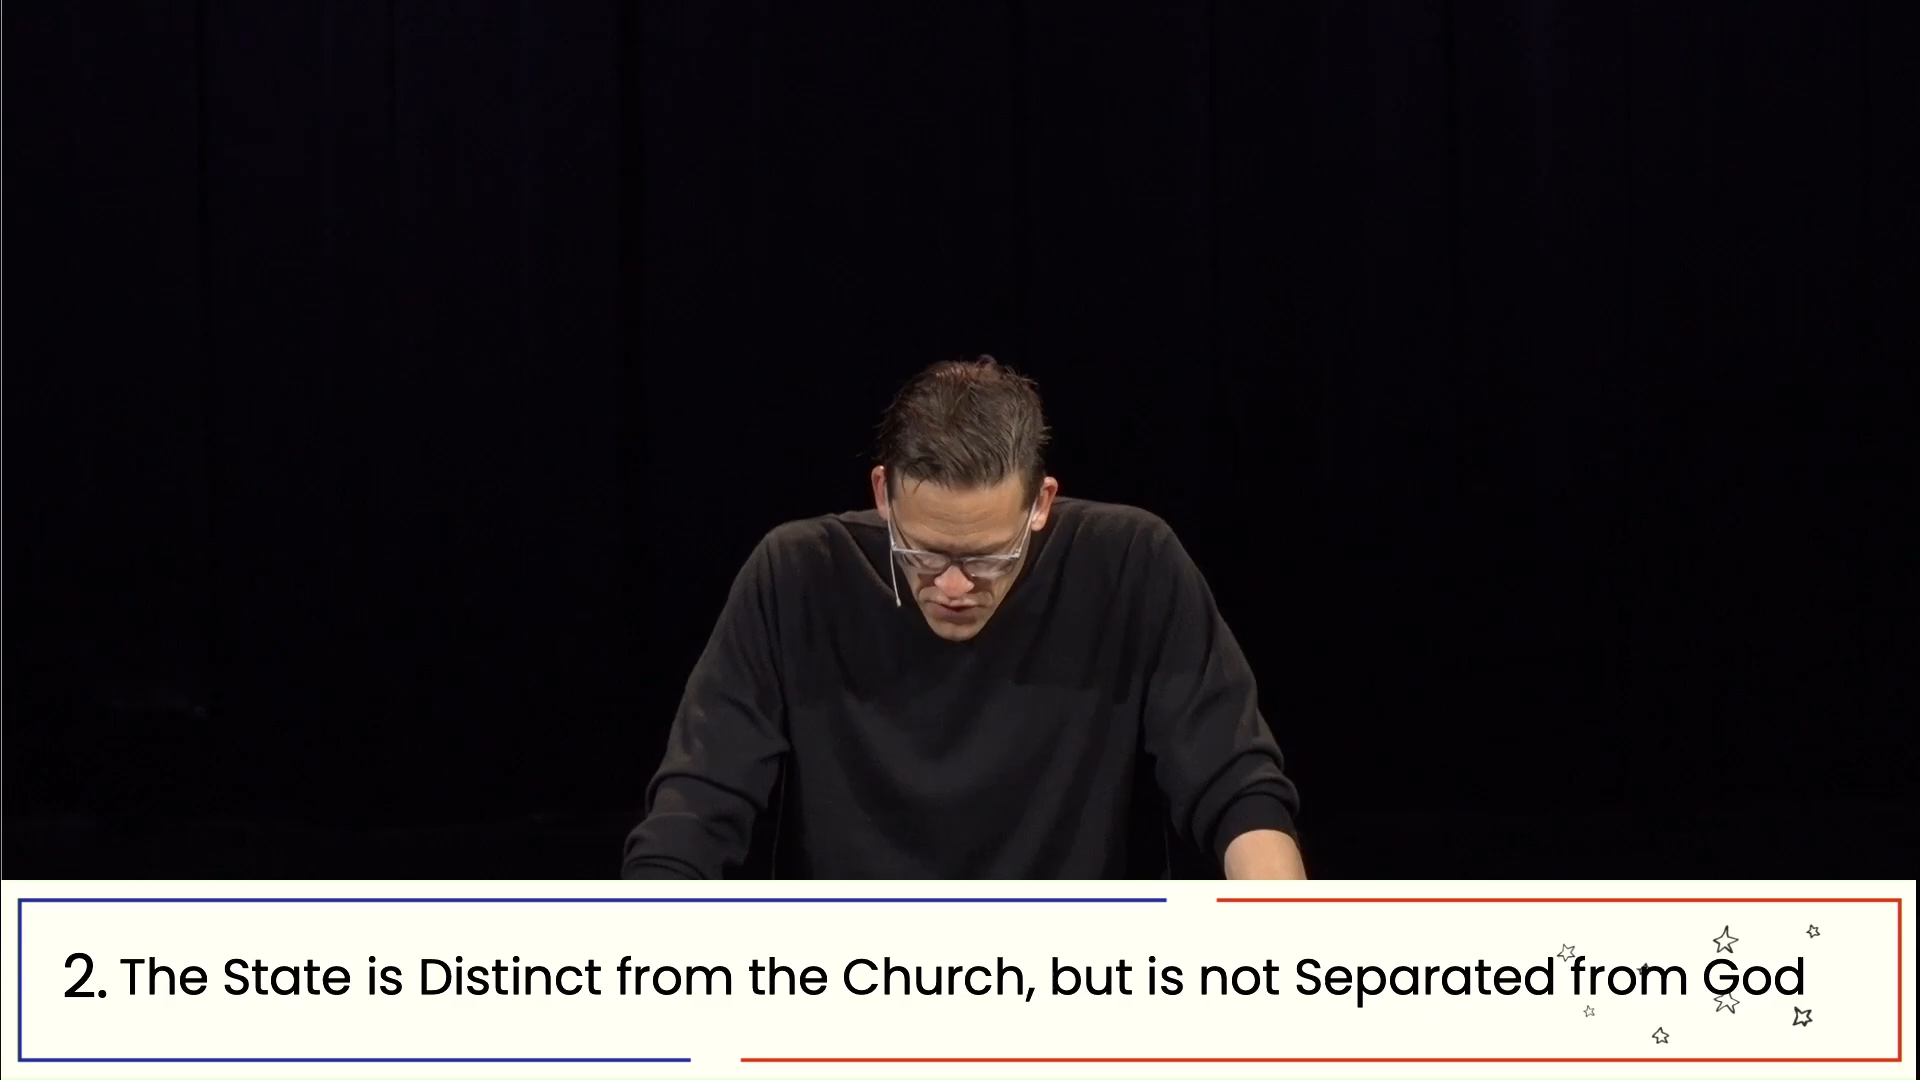 2. The State is Distinct from the Church, but is not Separated from God